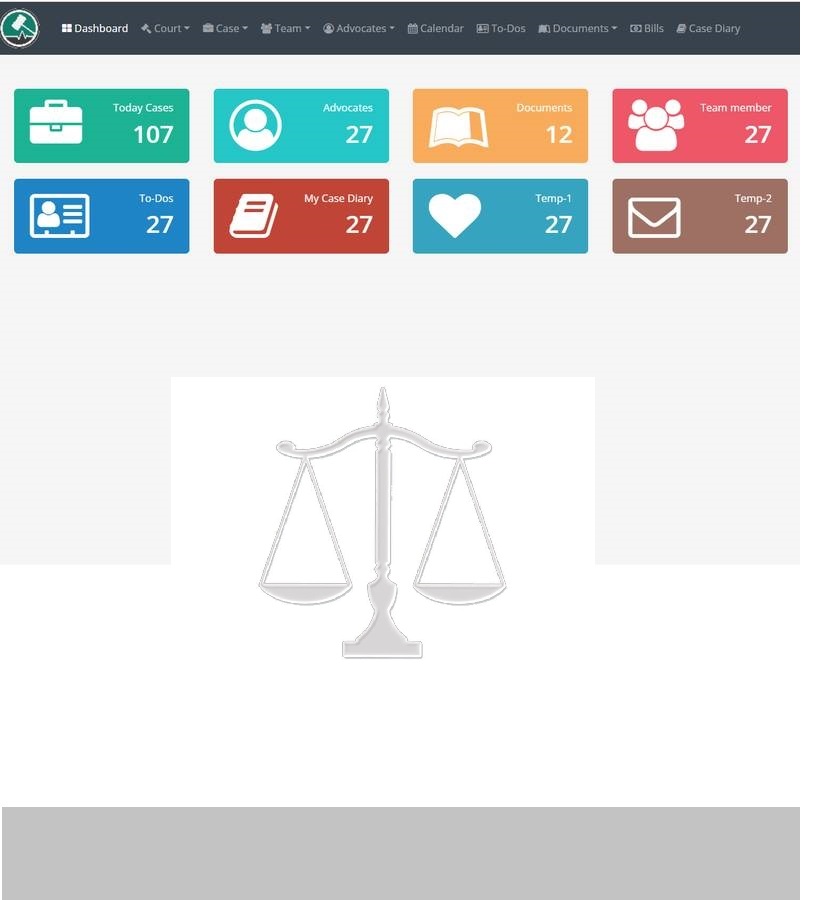 Dashboard Court Case Team Advocates Calendar To-Dos Documents Bills Case Diary
Today Cases
107
Advocates
27
Documents
12
Team member
27
To-Dos
27
My Case Diary
27
Temp-1
27
Temp-2
27